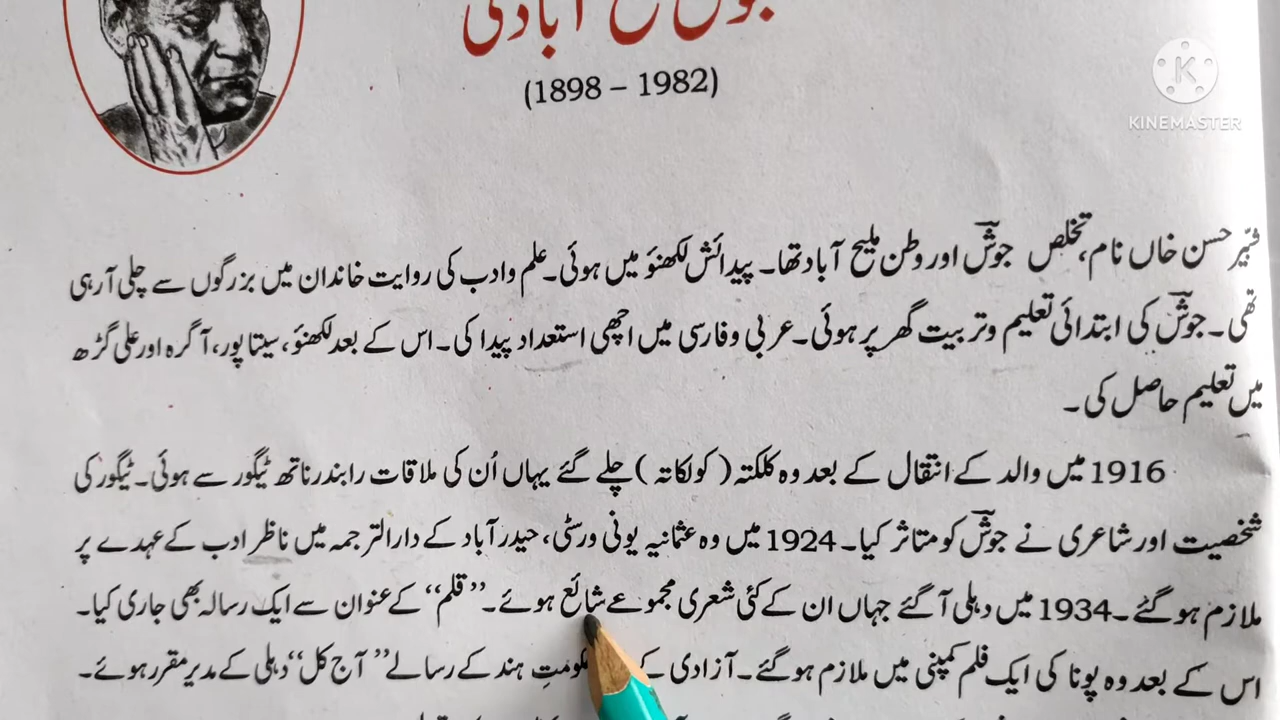 آبادی
(1898 – 1982)
KINEMASTER
شبیر حسن خاں نام، تخلص جوشؔ اور وطن ملیح آباد تھا۔ پیدائش لکھنؤ میں ہوئی۔ علم و ادب کی روایت خاندان میں بزرگوں سے چلی آرہی
تھی۔ جوشؔ کی ابتدائی تعلیم و تربیت گھر پر ہوئی۔ عربی و فارسی میں اچھی استعداد پیدا کی۔ اس کے بعد لکھنؤ، سیتا پور، آگرہ اور علی گڑھ
میں تعلیم حاصل کی۔
1916 میں والد کے انتقال کے بعد وہ کلکتہ (کولکاتہ) چلے گئے یہاں اُن کی ملاقات رابندر ناتھ ٹیگور سے ہوئی۔ ٹیگور کی
شخصیت اور شاعری نے جوشؔ کو متاثر کیا۔ 1924 میں وہ عثمانیہ یونی ورسٹی، حیدرآباد کے دارالترجمہ میں ناظر ادب کے عہدے پر
ملازم ہوگئے۔ 1934 میں دہلی آگئے جہاں ان کے کئی شعری مجموعے شائع ہوئے۔ ”قلم“ کے عنوان سے ایک رسالہ بھی جاری کیا۔
اس کے بعد وہ پونا کی ایک فلم کمپنی میں ملازم ہوگئے۔ آزادی کے ہند کے رسالے ”آج کل“ دہلی کے مدیر مقرر ہوئے۔